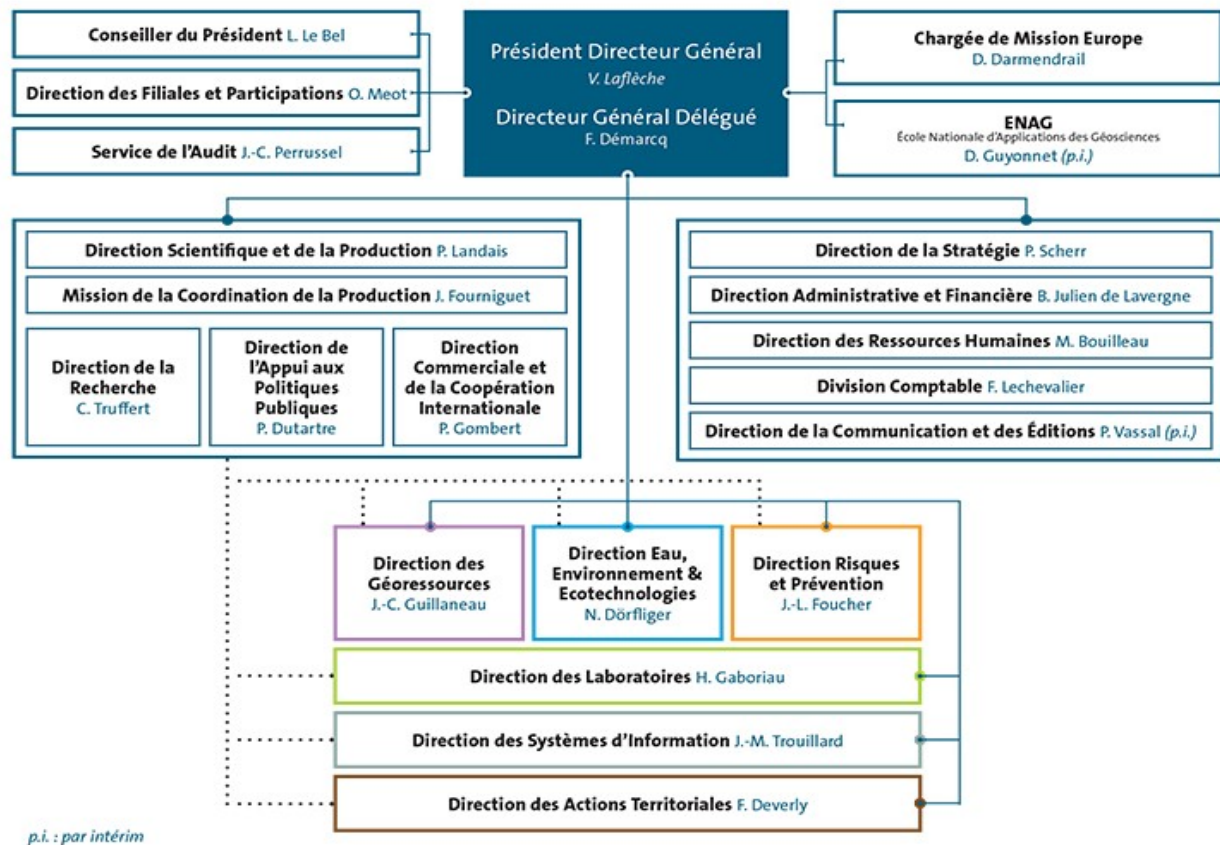 Conseiller du Président L. Le Bel
Direction des Filiales et Participations O. Meot
Service de l'Audit J.-C. Perrussel
Président Directeur Général
V. Laflèche
Directeur Général Délégué
F. Démarcq
Chargée de Mission Europe
D. Darmendrail
ENAG
École Nationale d'Applications des Géosciences
D. Guyonnet (p.i.)
Direction Scientifique et de la Production P. Landais
Mission de la Coordination de la Production J. Fourniguet
Direction de la
Recherche
C. Truffert
Direction de
l'Appui aux
Politiques
Publiques
P. Dutartre
Direction
Commerciale et
de la Coopération
Internationale
P. Gombert
Direction de la Stratégie P. Scherr
Direction Administrative et Financière B. Julien de Lavergne
Direction des Ressources Humaines M. Bouilleau
Division Comptable F. Lechevalier
Direction de la Communication et des Éditions P. Vassal (p.i.)
Direction des
Géoressources
J.-C. Guillaneau
Direction Eau,
Environnement &
Ecotechnologies
N. Dörfliger
Direction Risques
et Prévention
J.-L. Foucher
Direction des Laboratoires H. Gaboriau
Direction des Systèmes d'Information J.-M. Trouillard
Direction des Actions Territoriales F. Deverly
p.i. : par intérim